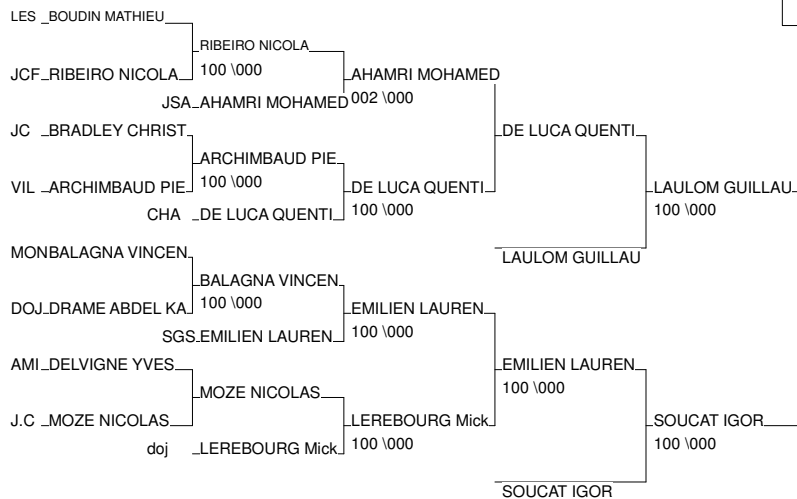 LES BOUDIN MATHIEU
RIBEIRO NICOLA
100 \000
JCF RIBEIRO NICOLA
AHAMRI MOHAMED
002 \000
JSA AHAMRI MOHAMED
JC BRADLEY CHRIST
DE LUCA QUENTI
ARCHIMBAUD PIE
100 \000
VIL ARCHIMBAUD PIE
DE LUCA QUENTI
100 \000
LAULOM GUILLAU
100 \000
CHA DE LUCA QUENTI
MONBALAGNA VINCEN
LAULOM GUILLAU
BALAGNA VINCEN
100 \000
DOJ DRAME ABDEL KA
EMILIEN LAUREN
SGS EMILIEN LAUREN
AMI DELVIGNE YVES
EMILIEN LAUREN
100 \000
MOZE NICOLAS
J.C MOZE NICOLAS
LEREBOURG Mick
100 \000
SOUCAT IGOR
100 \000
doj LEREBOURG Mick
SOUCAT IGOR